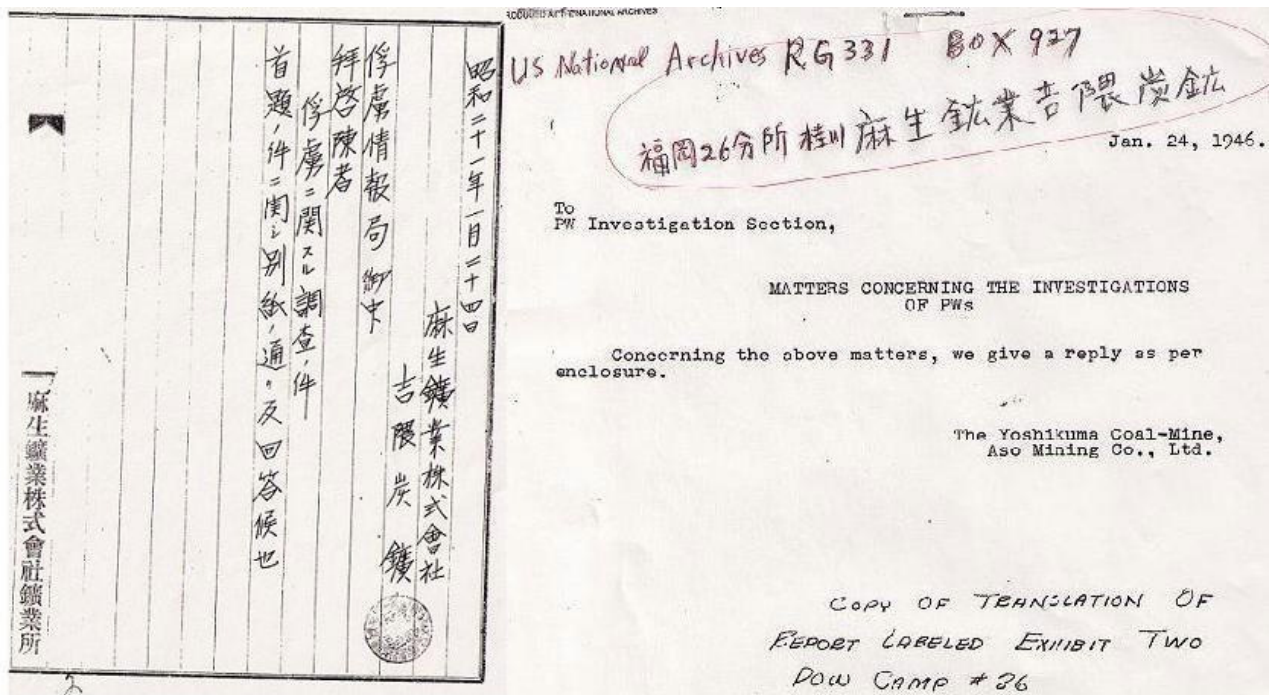 昭和二十一年一月二十四日
麻生鑛業株式會社
吉隈炭鑛
俘虜情報局 御中
拝啓陳者
俘虜ニ関スル調査ノ件
首題ノ件ニ関シ別紙ノ通リ及回答候也
麻生鑛業株式會社鑛業所
RODUCED AT THE NATIONAL ARCHIVES
US National Archives RG 331 BOX 927
福岡26分所 桂川 麻生鉱業吉隈炭鉱
Jan. 24, 1946.
To
PW Investigation Section,
MATTERS CONCERNING THE INVESTIGATIONS
OF PWs
Concerning the above matters, we give a reply as per
enclosure.
The Yoshikuma Coal-Mine,
Aso Mining Co., Ltd.
COPY OF TRANSLATION OF
REPORT LABELED EXHIBIT TWO
POW CAMP # 26